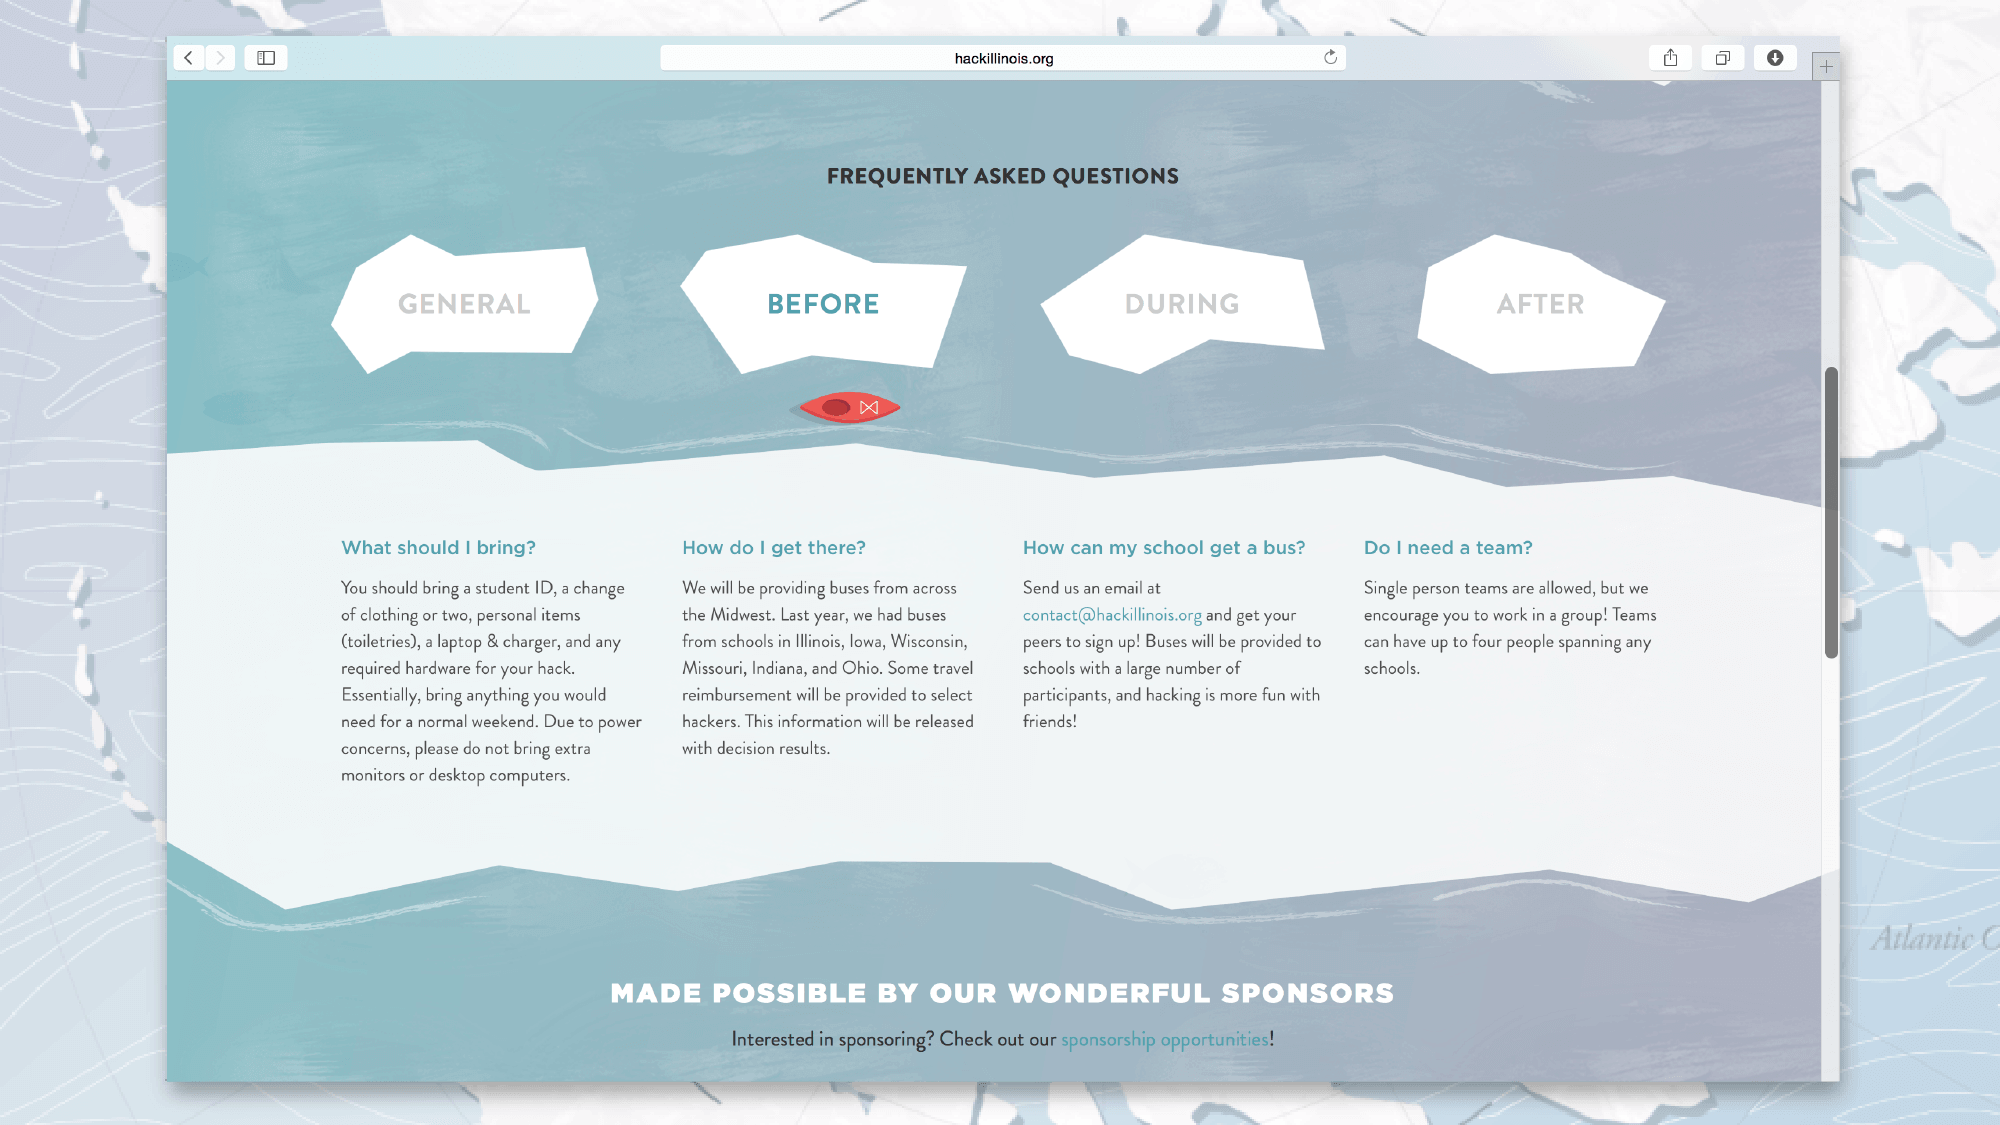 hackillinois.org
FREQUENTLY ASKED QUESTIONS
GENERAL
BEFORE
DURING
AFTER
What should I bring?
You should bring a student ID, a change
of clothing or two, personal items
(toiletries), a laptop & charger, and any
required hardware for your hack.
Essentially, bring anything you would
need for a normal weekend. Due to power
concerns, please do not bring extra
monitors or desktop computers.
How do I get there?
We will be providing buses from across
the Midwest. Last year, we had buses
from schools in Illinois, Iowa, Wisconsin,
Missouri, Indiana, and Ohio. Some travel
reimbursement will be provided to select
hackers. This information will be released
with decision results.
How can my school get a bus?
Send us an email at
contact@hackillinois.org and get your
peers to sign up! Buses will be provided to
schools with a large number of
participants, and hacking is more fun with
friends!
Do I need a team?
Single person teams are allowed, but we
encourage you to work in a group! Teams
can have up to four people spanning any
schools.
Atlantic
MADE POSSIBLE BY OUR WONDERFUL SPONSORS
Interested in sponsoring? Check out our sponsorship opportunities!